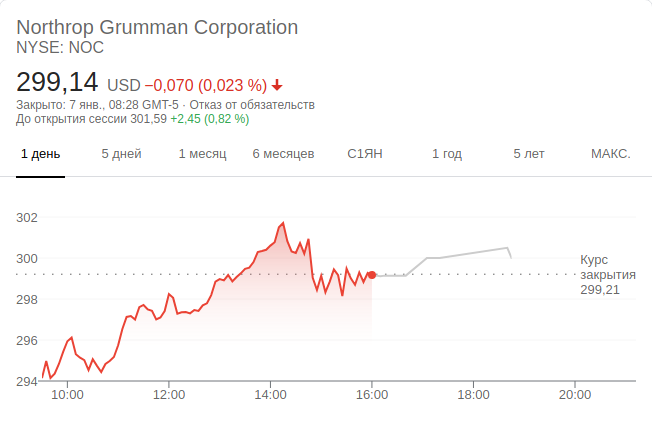 Northrop Grumman Corporation
NYSE: NOC
299,14 USD −0,070 (0,023 %)
Закрыто: 7 янв., 08:28 GMT-5 · Отказ от обязательств
До открытия сессии 301,59 +2,45 (0,82 %)
1 день 5 дней 1 месяц 6 месяцев С1ЯН 1 год 5 лет МАКС.
302
300
Курс
закрытия
299,21
298
296
294
10:00 12:00 14:00 16:00 18:00 20:00